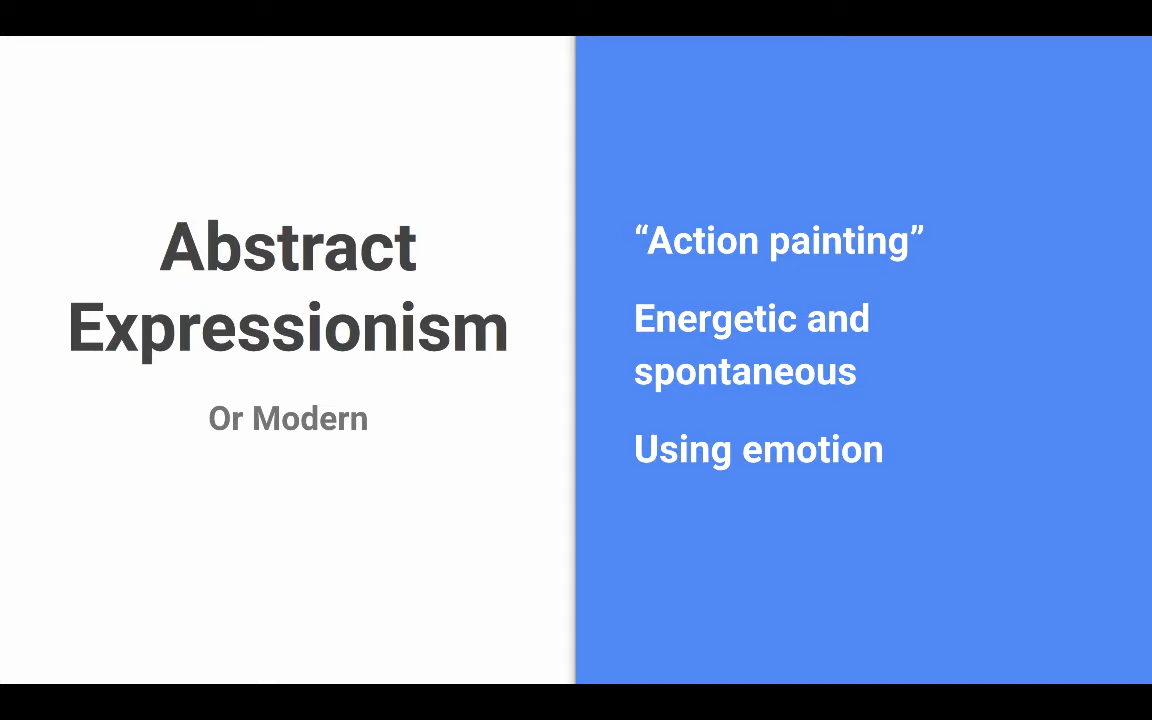 Abstract
Expressionism
Or Modern
“Action painting”
Energetic and
spontaneous
Using emotion